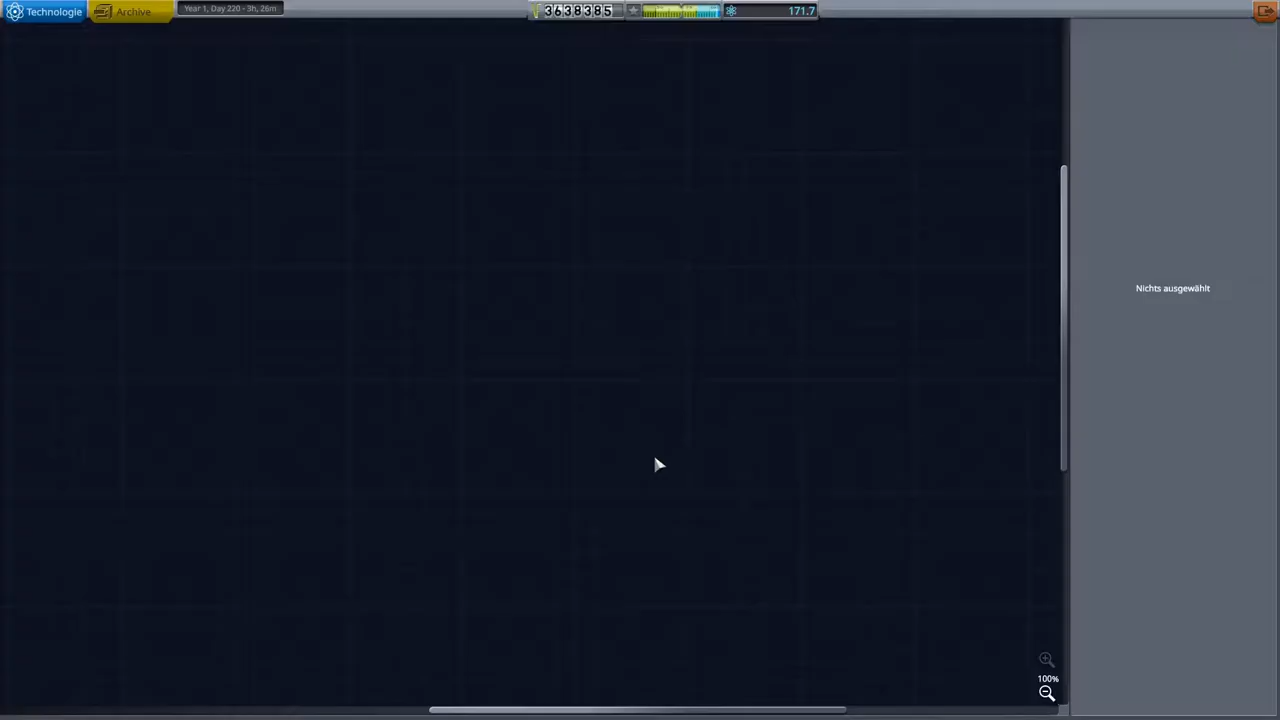 Technologie
Archive
Year 1, Day 220 - 3h, 26m
3638385
171.7
Nichts ausgewählt
100%